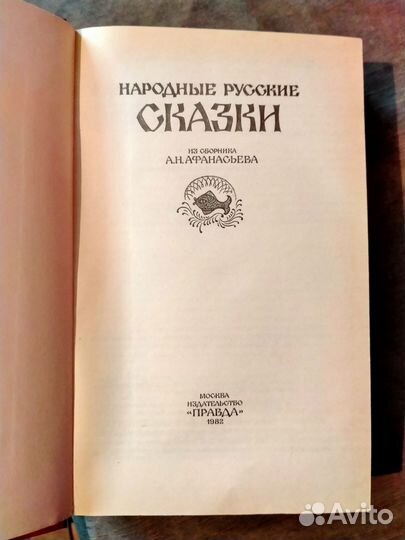 НАРОДНЫЕ РУССКИЕ
СКАЗКИ
ИЗ СБОРНИКА
А.Н.АФАНАСЬЕВА
МОСКВА
ИЗДАТЕЛЬСТВО
«ПРАВДА»
1982
Avito